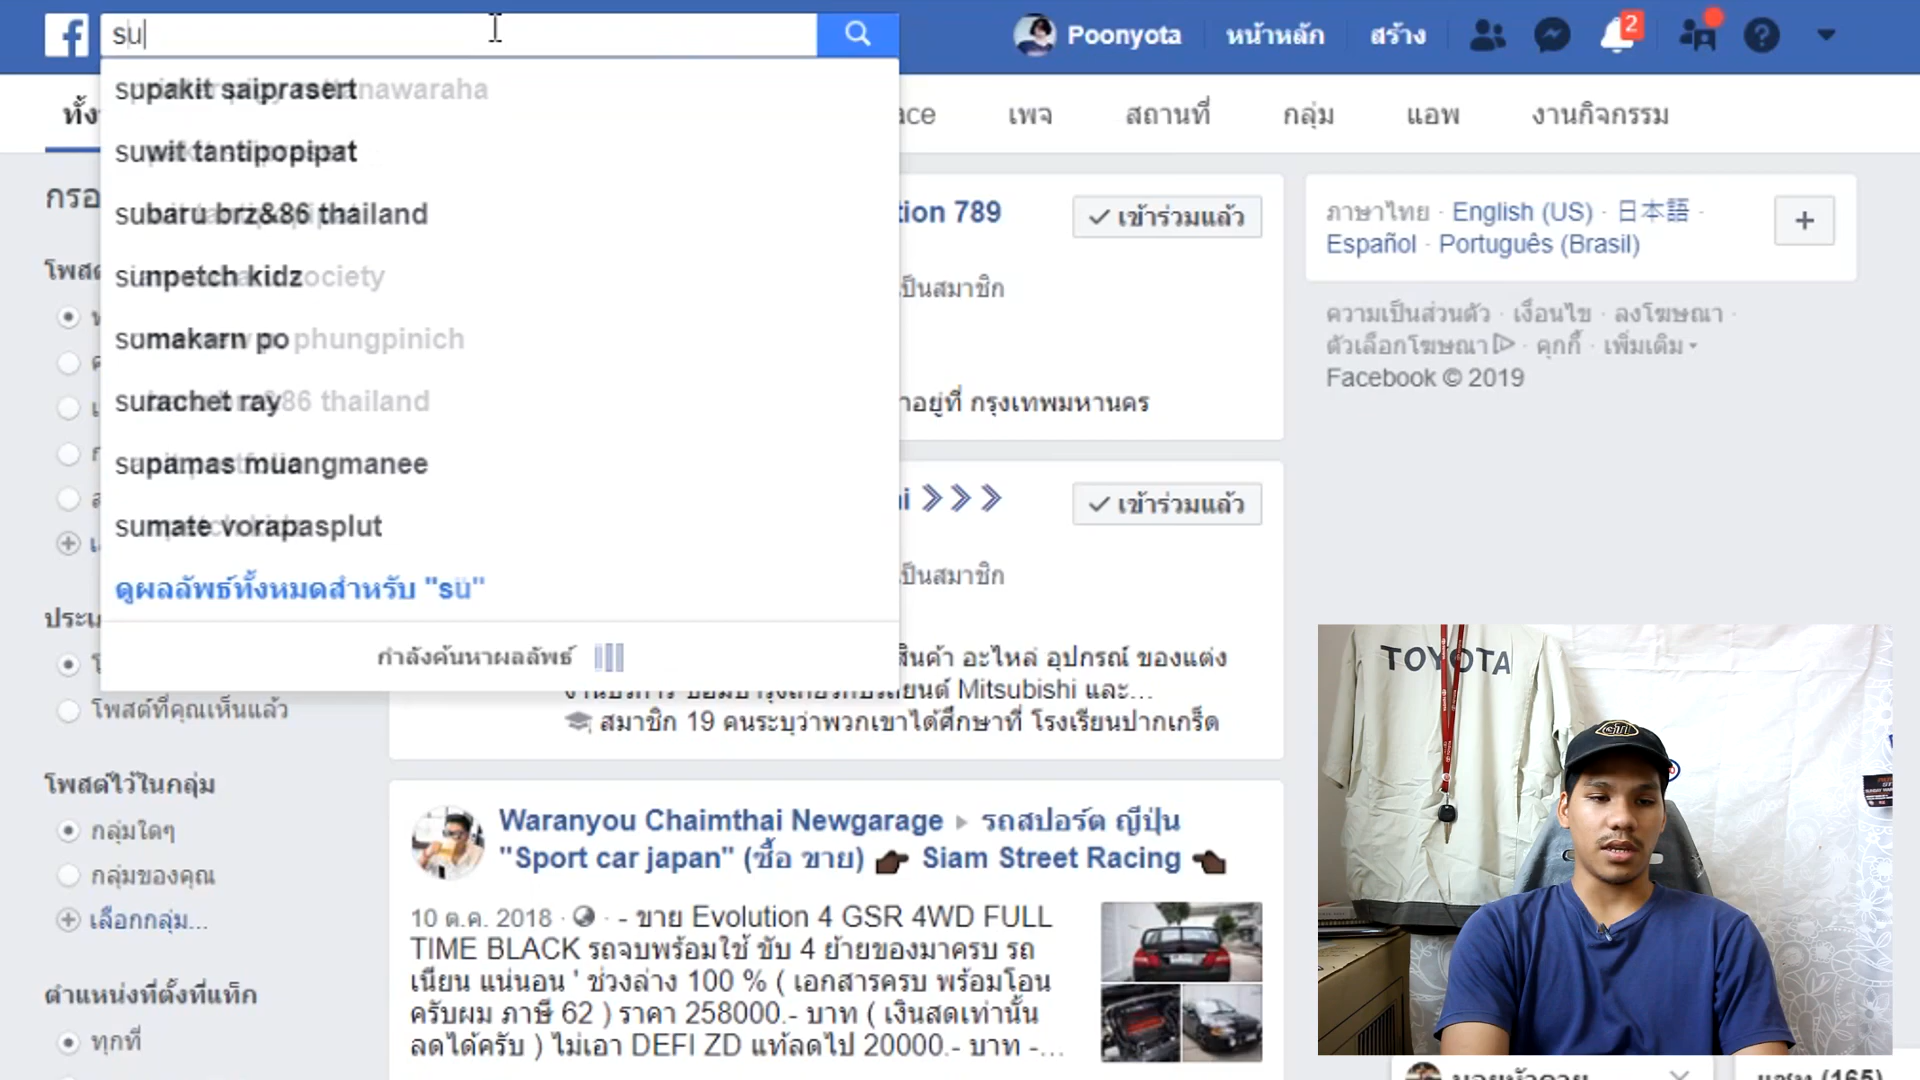 su
Poonyota
หน้าหลัก
สร้าง
2
supakit saiprasert
suwit tantipopipat
subaru brz&86 thailand
sunpetch kidz
sumakarn po
surachet ray
supamas muangmanee
sumate vorapasplut
ดูผลลัพธ์ทั้งหมดสำหรับ "su"
กำลังค้นหาผลลัพธ์
ace
เพจ
สถานที่
กลุ่ม
แอพ
งานกิจกรรม
กรอ
tion 789
เข้าร่วมแล้ว
เป็นสมาชิก
าอยู่ที่ กรุงเทพมหานคร
ai
เข้าร่วมแล้ว
เป็นสมาชิก
สินค้า อะไหล่ อุปกรณ์ ของแต่ง
Mitsubishi และ...
สมาชิก 19 คนระบุว่าพวกเขาได้ศึกษาที่ โรงเรียนปากเกร็ด
โพสต์ที่คุณเห็นแล้ว
โพสต์ไว้ในกลุ่ม
กลุ่มใดๆ
กลุ่มของคุณ
เลือกกลุ่ม...
ตำแหน่งที่ตั้งที่แท็ก
ทุกที่
Waranyou Chaimthai Newgarage ▸ รถสปอร์ต ญี่ปุ่น
"Sport car japan" (ซื้อ ขาย) Siam Street Racing
10 ต.ค. 2018 · - ขาย Evolution 4 GSR 4WD FULL
TIME BLACK รถจบพร้อมใช้ ขับ 4 ย้ายของมาครบ รถ
เนียน แน่นอน ' ช่วงล่าง 100 % ( เอกสารครบ พร้อมโอน
ครับผม ภาษี 62 ) ราคา 258000.- บาท ( เงินสดเท่านั้น
ลดได้ครับ ) ไม่เอา DEFI ZD แท้ลดไป 20000.- บาท -...
ภาษาไทย · English (US) · 日本語 ·
Español · Português (Brasil)
ความเป็นส่วนตัว · เงื่อนไข · ลงโฆษณา ·
ตัวเลือกโฆษณา · คุกกี้ · เพิ่มเติม
Facebook © 2019
TOYOTA
(165)